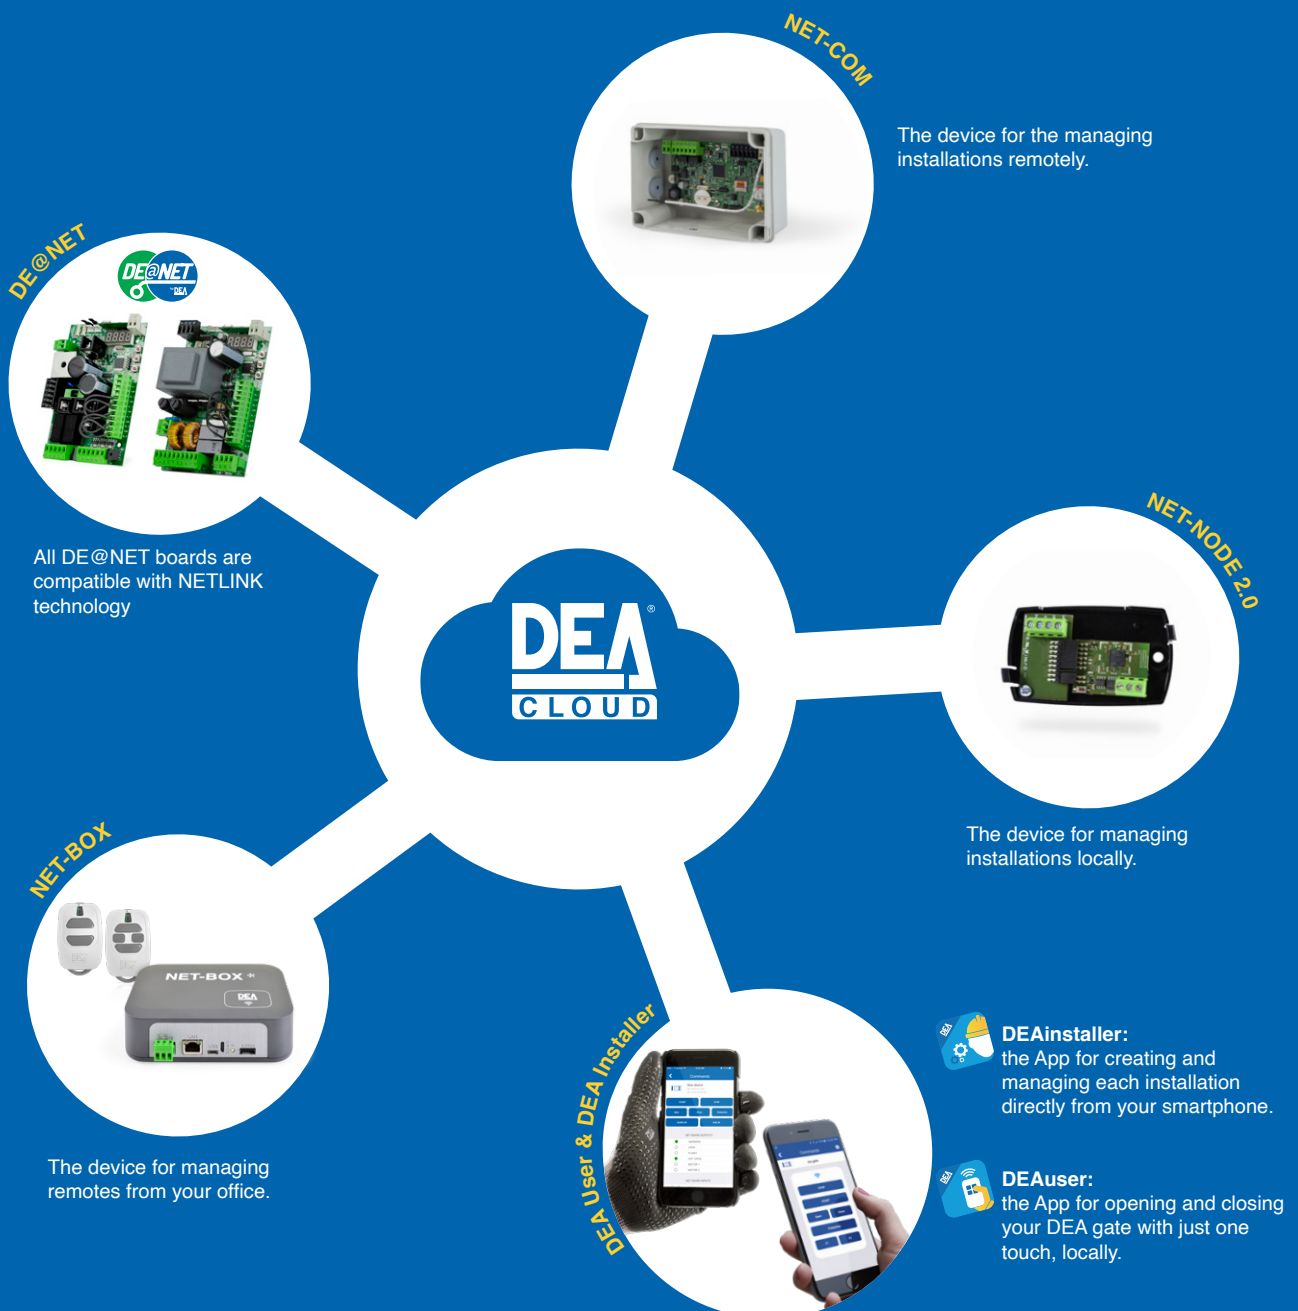 NET-COM
The device for the managing
installations remotely.
DE@NET
DE@NET
by DEA
All DE@NET boards are
compatible with NETLINK
technology
NET-NODE 2.0
The device for managing
installations locally.
DEA®
CLOUD
NET-BOX
NET-BOX
DEA
The device for managing
remotes from your office.
DEA User & DEA Installer
Commands
DEA
DEAinstaller:
the App for creating and
managing each installation
directly from your smartphone.
DEA
DEAuser:
the App for opening and closing
your DEA gate with just one
touch, locally.